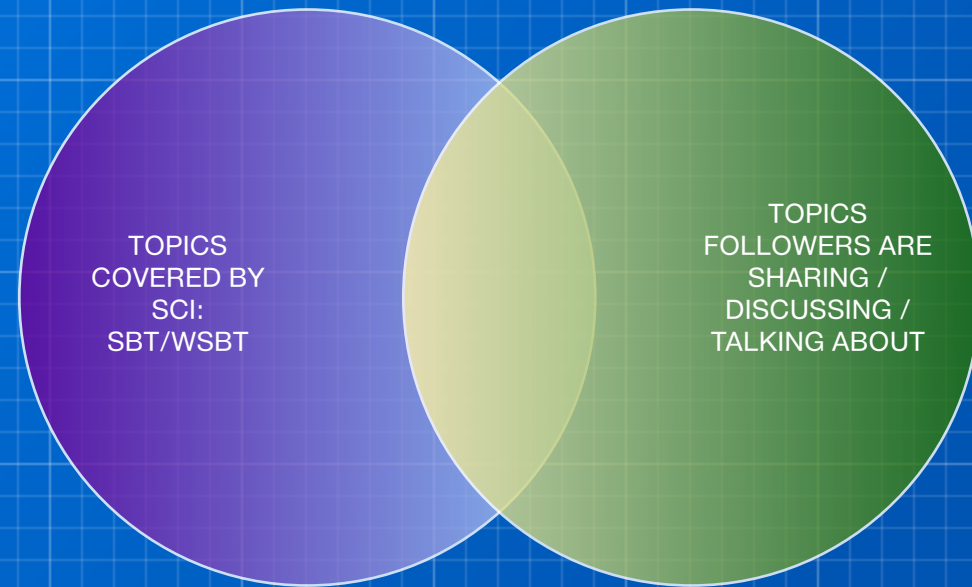 TOPICS
COVERED BY
SCI:
SBT/WSBT
TOPICS
FOLLOWERS ARE
SHARING /
DISCUSSING /
TALKING ABOUT